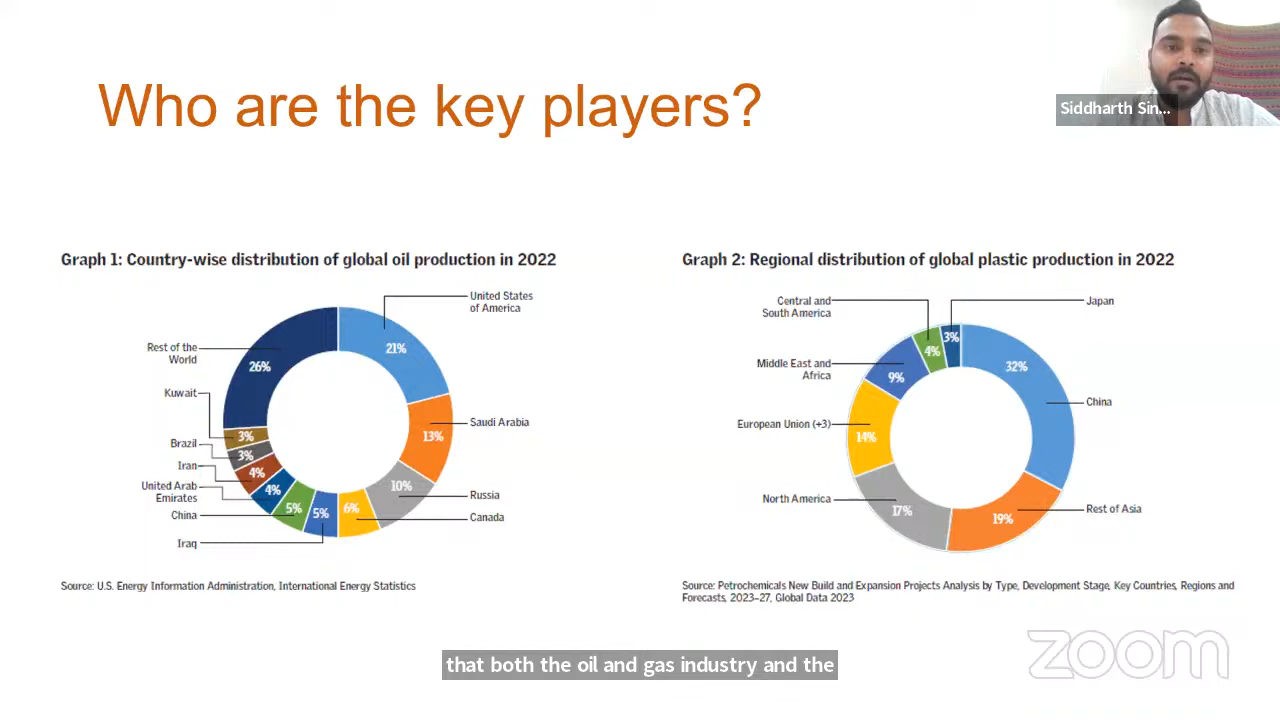 Who are the key players?
Siddharth Sin...
Graph 1: Country-wise distribution of global oil production in 2022
United States
of America
21%
Rest of the
World
26%
Kuwait
3%
Saudi Arabia
13%
Brazil
3%
Iran
4%
United Arab
Emirates
4%
Russia
10%
China
5%
Canada
6%
Iraq
5%
Source: U.S. Energy Information Administration, International Energy Statistics
Graph 2: Regional distribution of global plastic production in 2022
Central and
South America
4%
Japan
3%
Middle East and
Africa
9%
32%
China
European Union (+3)
14%
North America
17%
Rest of Asia
19%
Source: Petrochemicals New Build and Expansion Projects Analysis by Type, Development Stage, Key Countries, Regions and
Forecasts, 2023–27, Global Data 2023
that both the oil and gas industry and the
zoom